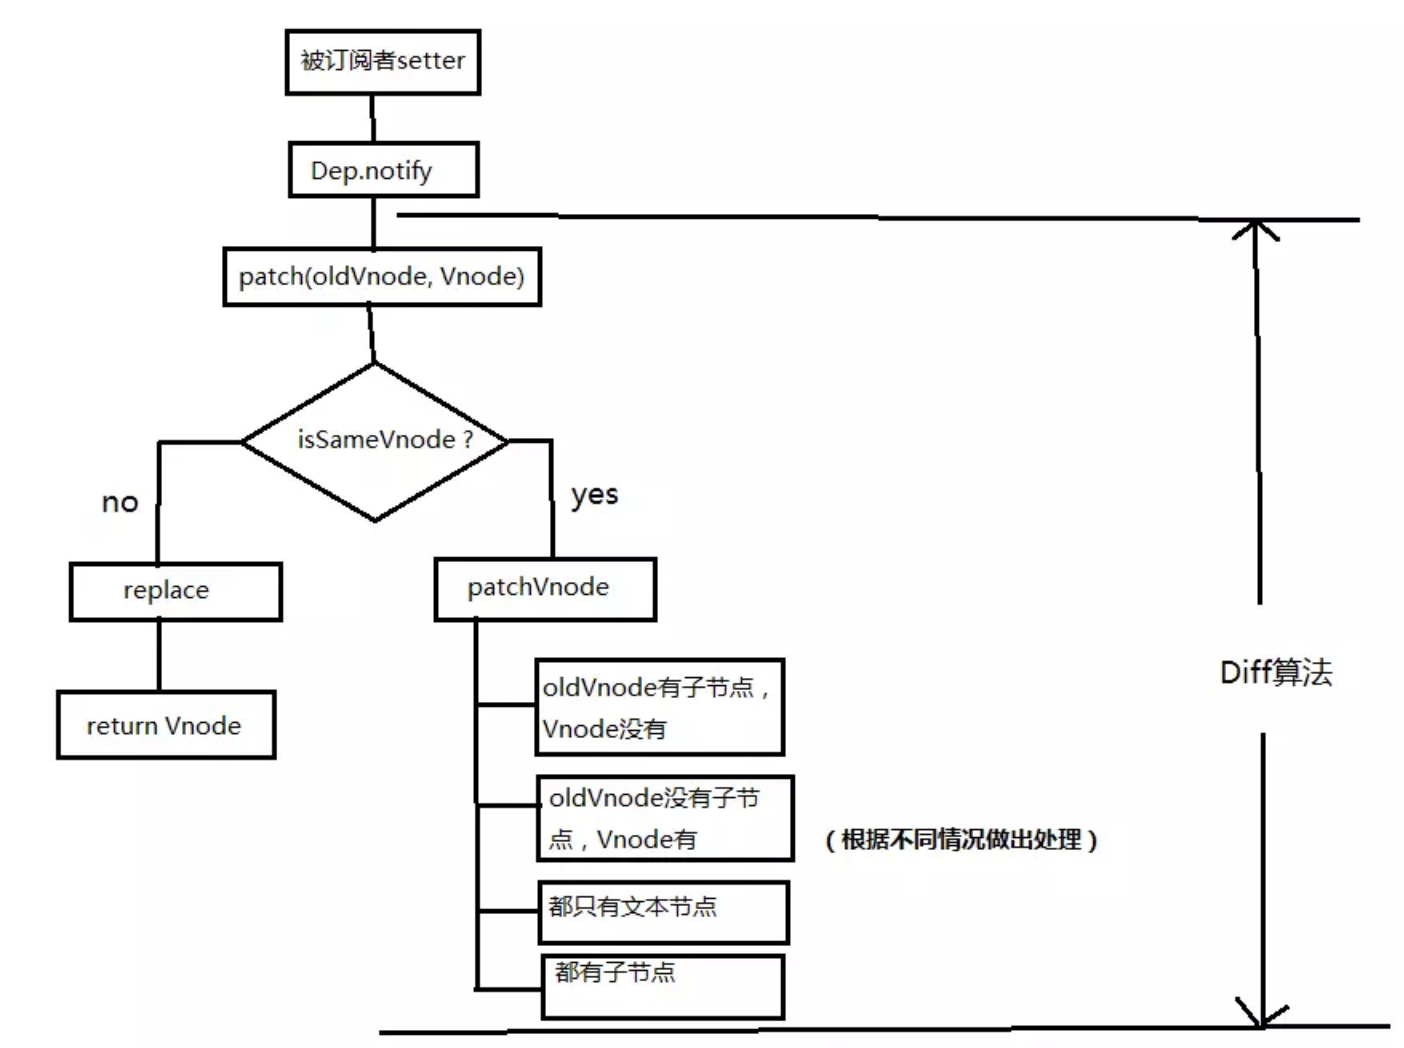 被订阅者setter
Dep.notify
patch(oldVnode, Vnode)
isSameVnode ?
no
yes
replace
patchVnode
return Vnode
oldVnode有子节点，
Vnode没有
oldVnode没有子节
点，Vnode有
（根据不同情况做出处理）
都只有文本节点
都有子节点
Diff算法